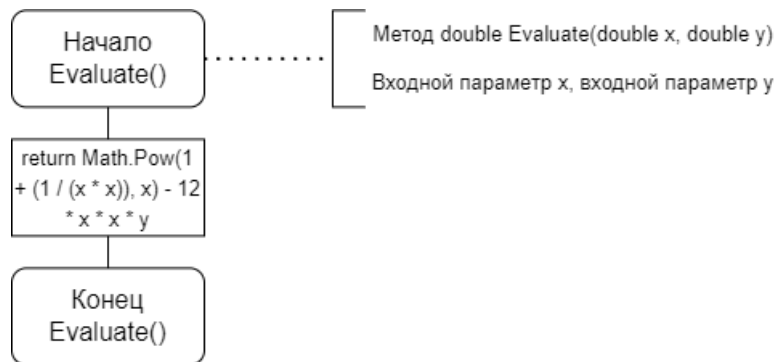 Начало
Evaluate()
Метод double Evaluate(double x, double y)
Входной параметр x, входной параметр y
return Math.Pow(1
+ (1 / (x * x)), x) - 12
* x * x * y
Конец
Evaluate()